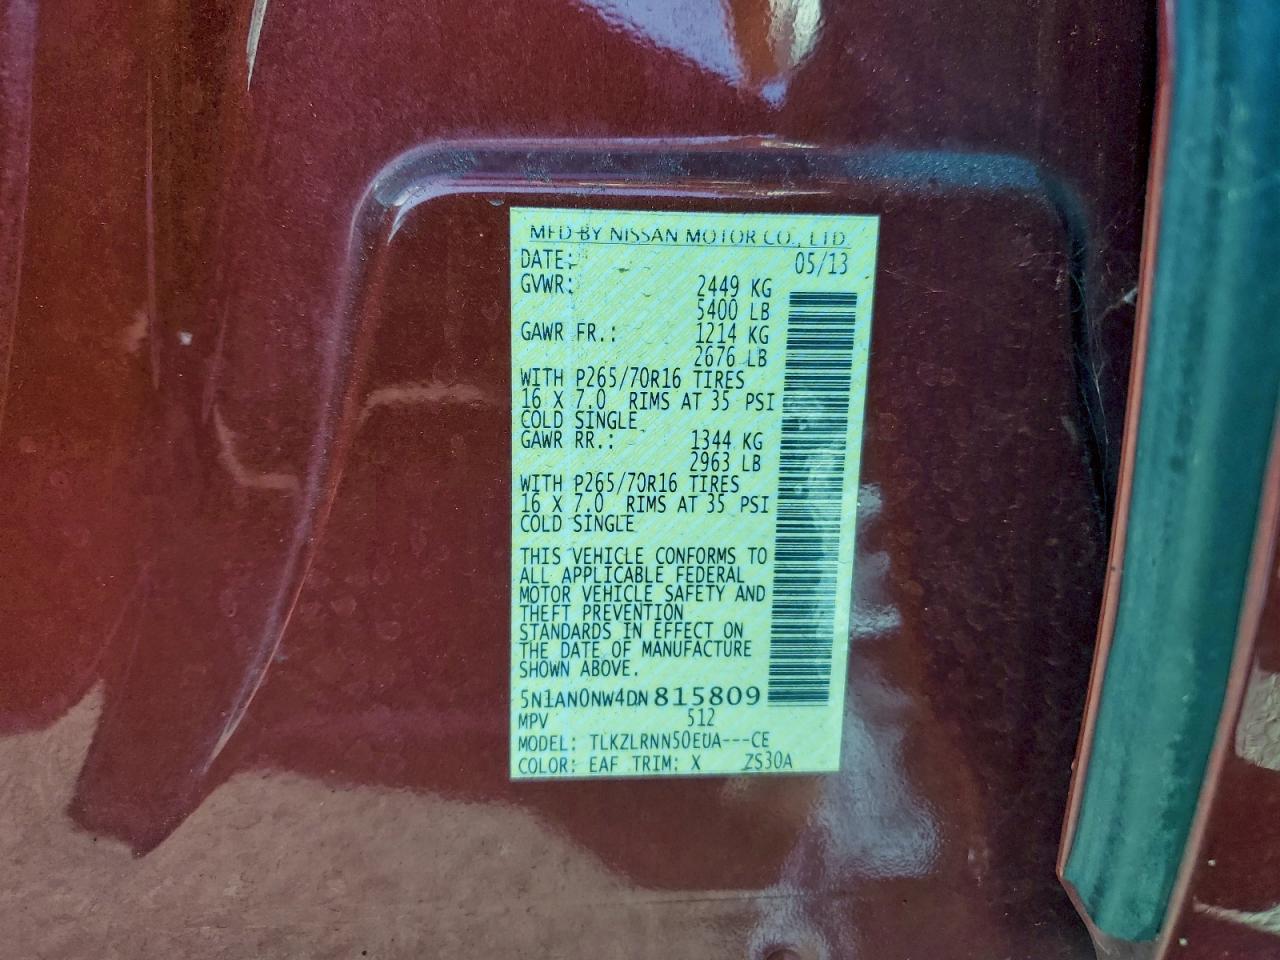 MFD BY NISSAN MOTOR CO., LTD.
DATE: 05/13
GVWR: 2449 KG
5400 LB
GAWR FR.: 1214 KG
2676 LB
WITH P265/70R16 TIRES
16 X 7.0 RIMS AT 35 PSI
COLD SINGLE
GAWR RR.: 1344 KG
2963 LB
WITH P265/70R16 TIRES
16 X 7.0 RIMS AT 35 PSI
COLD SINGLE
THIS VEHICLE CONFORMS TO
ALL APPLICABLE FEDERAL
MOTOR VEHICLE SAFETY AND
THEFT PREVENTION
STANDARDS IN EFFECT ON
THE DATE OF MANUFACTURE
SHOWN ABOVE.
5N1AN0NW4DN815809
MPV 512
MODEL: TLKZLRNN50EUA---CE
COLOR: EAF TRIM: X ZS30A